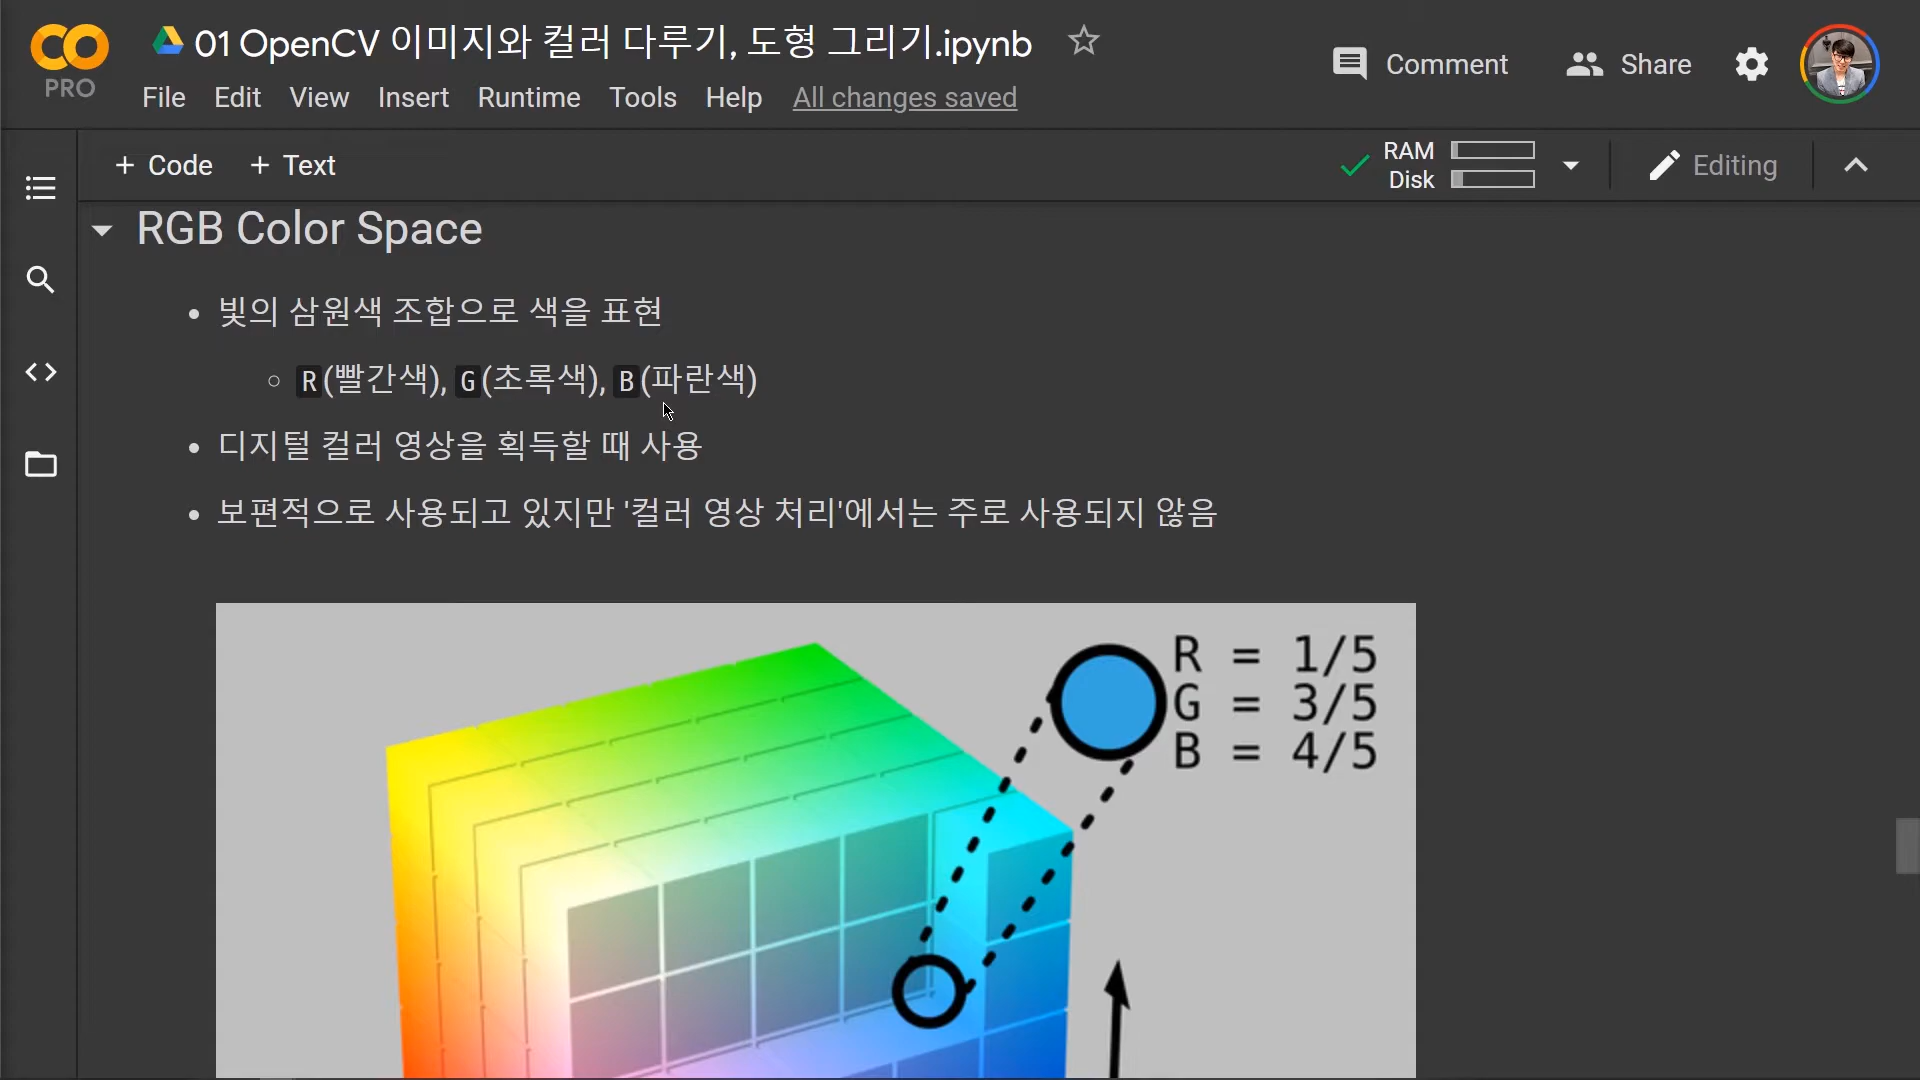 01 OpenCV 이미지와 컬러 다루기, 도형 그리기.ipynb
Comment
Share
PRO
File Edit View Insert Runtime Tools Help All changes saved
+ Code + Text
RAM
Disk
Editing
RGB Color Space
빛의 삼원색 조합으로 색을 표현
R(빨간색), G(초록색), B(파란색)
디지털 컬러 영상을 획득할 때 사용
보편적으로 사용되고 있지만 '컬러 영상 처리'에서는 주로 사용되지 않음
R = 1/5
G = 3/5
B = 4/5